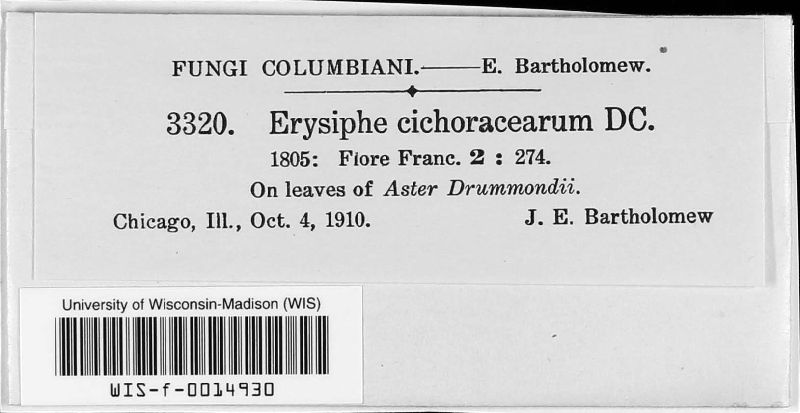 FUNGI COLUMBIANI.——E. Bartholomew.
3320. Erysiphe cichoracearum DC.
1805: Flore Franc. 2 : 274.
On leaves of Aster Drummondii.
Chicago, Ill., Oct. 4, 1910. J. E. Bartholomew
University of Wisconsin-Madison (WIS)
WIS-f-0014930